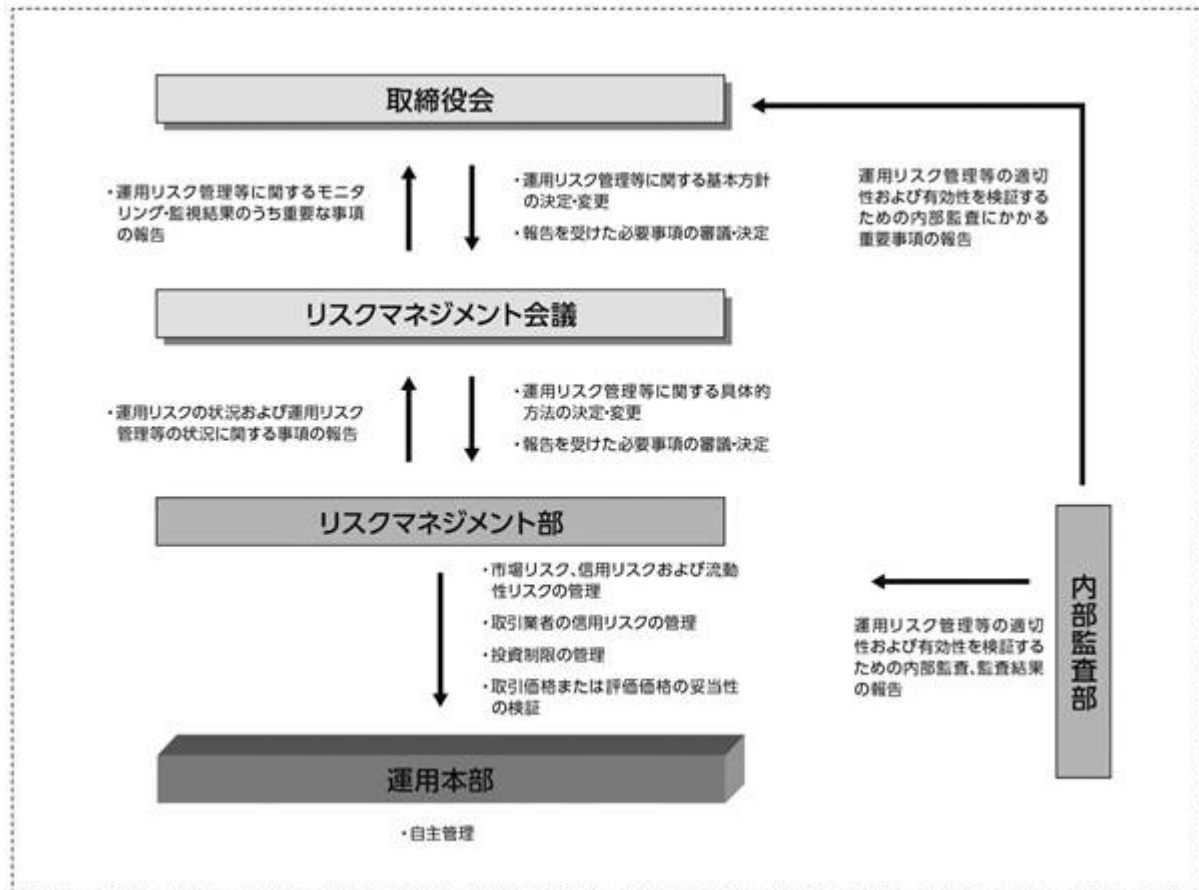 取締役会
・運用リスク管理等に関するモニタ
リング・監視結果のうち重要な事項
の報告
・運用リスク管理等に関する基本方針
の決定・変更
・報告を受けた必要事項の審議・決定
運用リスク管理等の適切
性および有効性を検証する
ための内部監査にかかる
重要事項の報告
リスクマネジメント会議
・運用リスクの状況および運用リスク
管理等の状況に関する事項の報告
・運用リスク管理等に関する具体的
方法の決定・変更
・報告を受けた必要事項の審議・決定
リスクマネジメント部
・市場リスク、信用リスクおよび流動
性リスクの管理
・取引業者の信用リスクの管理
・投資制限の管理
・取引価格または評価価格の妥当性
の検証
運用リスク管理等の適切
性および有効性を検証する
ための内部監査、監査結果
の報告
内部監査部
運用本部
・自主管理